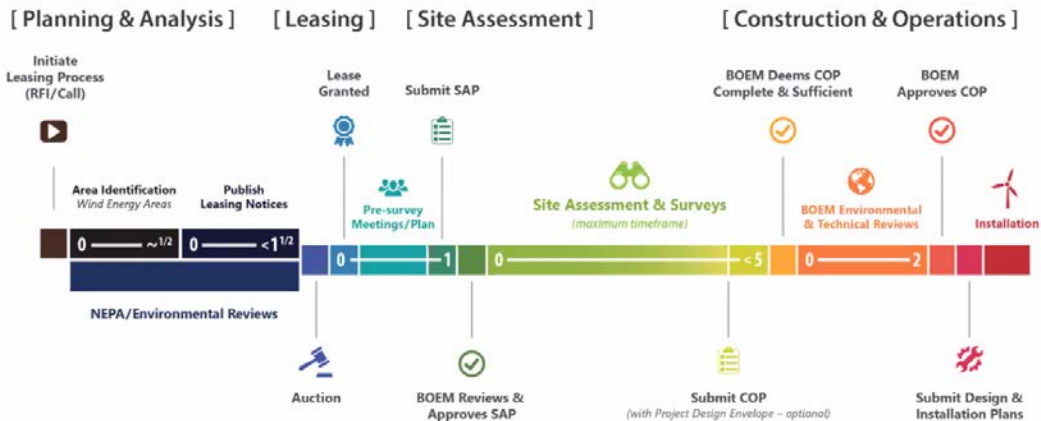 [ Planning & Analysis ]
[ Leasing ]
[ Site Assessment ]
[ Construction & Operations ]
Initiate
Leasing Process
(RFI/Call)
Lease
Granted
Submit SAP
BOEM Deems COP
Complete & Sufficient
BOEM
Approves COP
Area Identification
Wind Energy Areas
Publish
Leasing Notices
Pre-survey
Meetings/Plan
Site Assessment & Surveys
(maximum timeframe)
BOEM Environmental
& Technical Reviews
Installation
0 ~1/2
0 <1 1/2
0 1
0 <5
0 2
NEPA/Environmental Reviews
Auction
BOEM Reviews &
Approves SAP
Submit COP
(with Project Design Envelope – optional)
Submit Design &
Installation Plans